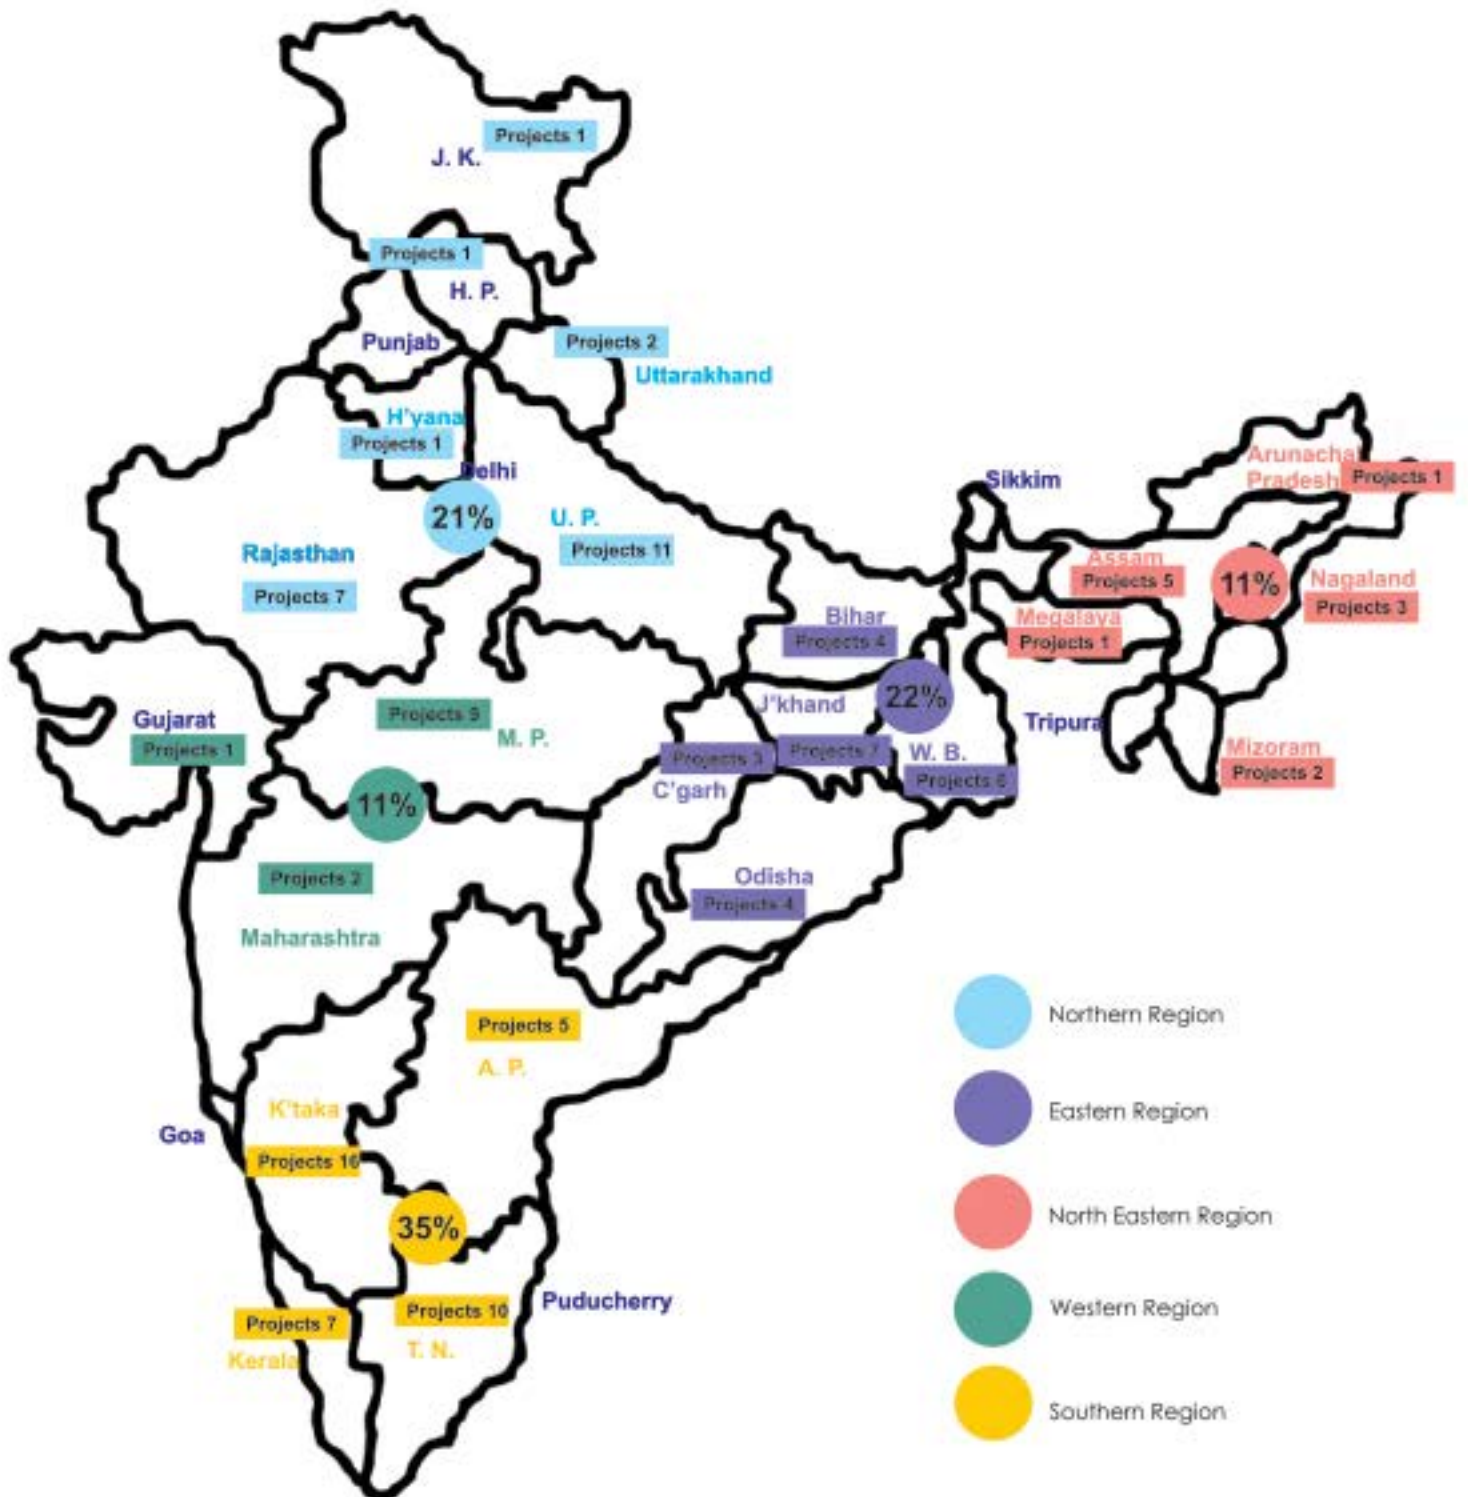 Projects 1
J. K.
Projects 1
H. P.
Punjab
Projects 2
Uttarakhand
H'yana
Projects 1
Delhi
21%
U. P.
Projects 11
Rajasthan
Projects 7
Sikkim
Arunachal
Pradesh
Projects 1
Assam
Projects 5
11%
Nagaland
Projects 3
Megalaya
Projects 1
Bihar
Projects 4
22%
J'khand
Projects 7
W. B.
Projects 6
Tripura
Mizoram
Projects 2
Gujarat
Projects 1
Projects
M. P.
Projects 3
C'garh
11%
Projects 2
Maharashtra
Odisha
Projects 4
Projects 5
A. P.
K'taka
Goa
Projects 16
35%
Projects 7
Kerala
Projects 10
T. N.
Puducherry
Northern Region
Eastern Region
North Eastern Region
Western Region
Southern Region